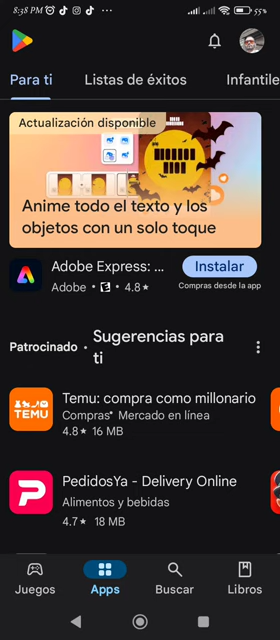 8:38 PM
55%
Para ti
Listas de éxitos
Infantile
Actualización disponible
Anime todo el texto y los
objetos con un solo toque
Adobe Express: ...
Adobe • E • 4.8★
Instalar
Compras desde la app
Patrocinado • Sugerencias para
ti
TEMU
Temu: compra como millonario
Compras • Mercado en línea
4.8★ 16 MB
PedidosYa - Delivery Online
Alimentos y bebidas
4.7★ 18 MB
Juegos
Apps
Buscar
Libros